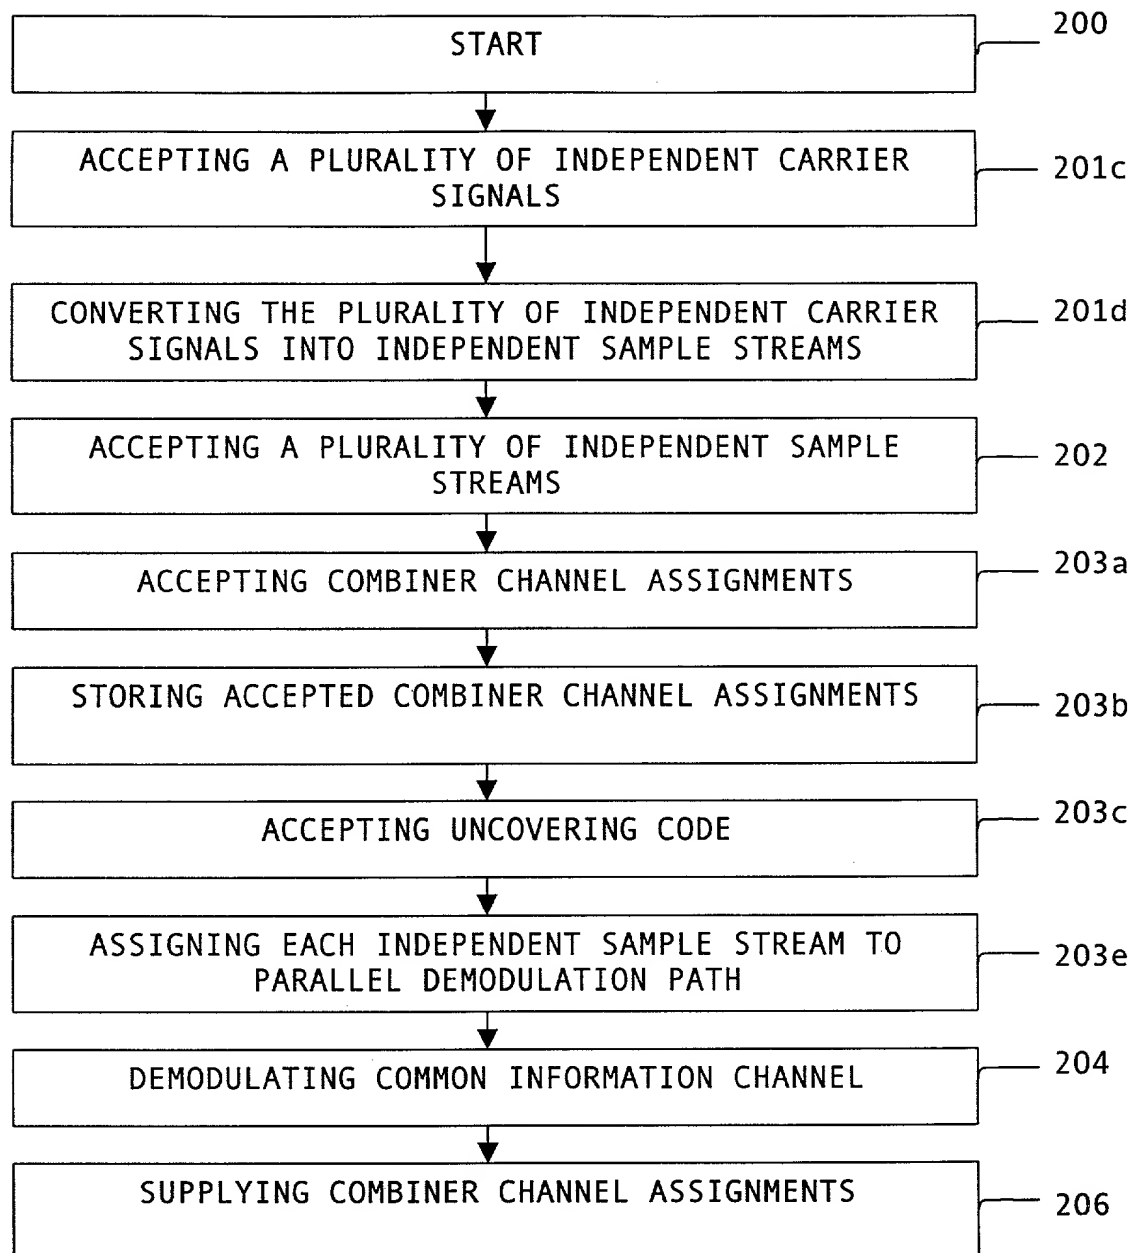 START
200
ACCEPTING A PLURALITY OF INDEPENDENT CARRIER
SIGNALS
201c
CONVERTING THE PLURALITY OF INDEPENDENT CARRIER
SIGNALS INTO INDEPENDENT SAMPLE STREAMS
201d
ACCEPTING A PLURALITY OF INDEPENDENT SAMPLE
STREAMS
202
ACCEPTING COMBINER CHANNEL ASSIGNMENTS
203a
STORING ACCEPTED COMBINER CHANNEL ASSIGNMENTS
203b
ACCEPTING UNCOVERING CODE
203c
ASSIGNING EACH INDEPENDENT SAMPLE STREAM TO
PARALLEL DEMODULATION PATH
203e
DEMODULATING COMMON INFORMATION CHANNEL
204
SUPPLYING COMBINER CHANNEL ASSIGNMENTS
206